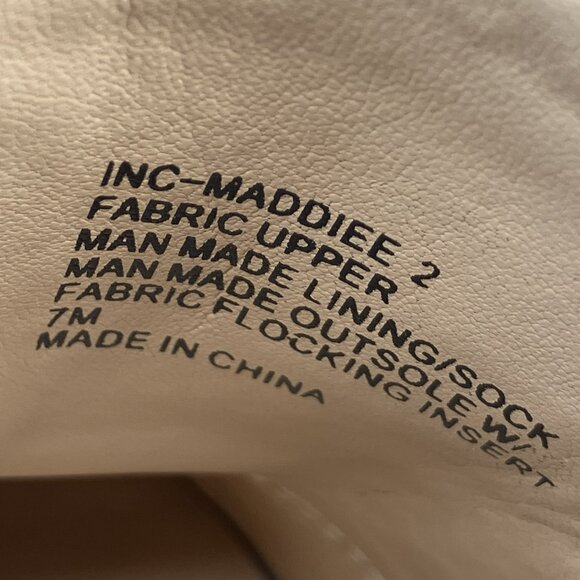 INC-MADDIEE 2
FABRIC UPPER
MAN MADE LINING/SOCK
MAN MADE OUTSOLE W/
FABRIC FLOCKING INSERT
7M
MADE IN CHINA